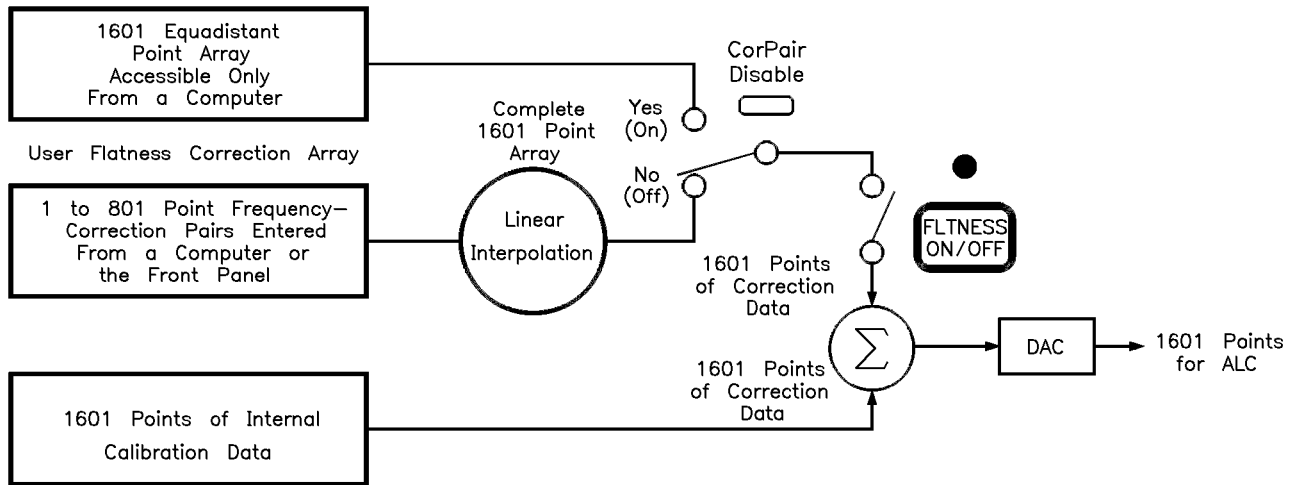 1601 Equadistant
Point Array
Accessible Only
From a Computer
User Flatness Correction Array
1 to 801 Point Frequency-
Correction Pairs Entered
From a Computer or
the Front Panel
Complete
1601 Point
Array
Linear
Interpolation
CorPair
Disable
Yes
(On)
No
(Off)
FLTNESS
ON/OFF
1601 Points
of Correction
Data
Σ
1601 Points
of Correction
Data
DAC
1601 Points
for ALC
1601 Points of Internal
Calibration Data